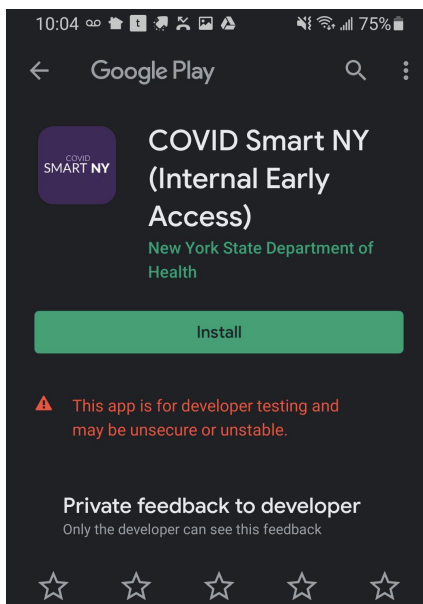 10:04 t 75%
Google Play
COVID
SMART NY
COVID Smart NY
(Internal Early
Access)
New York State Department of
Health
Install
This app is for developer testing and
may be unsecure or unstable.
Private feedback to developer
Only the developer can see this feedback